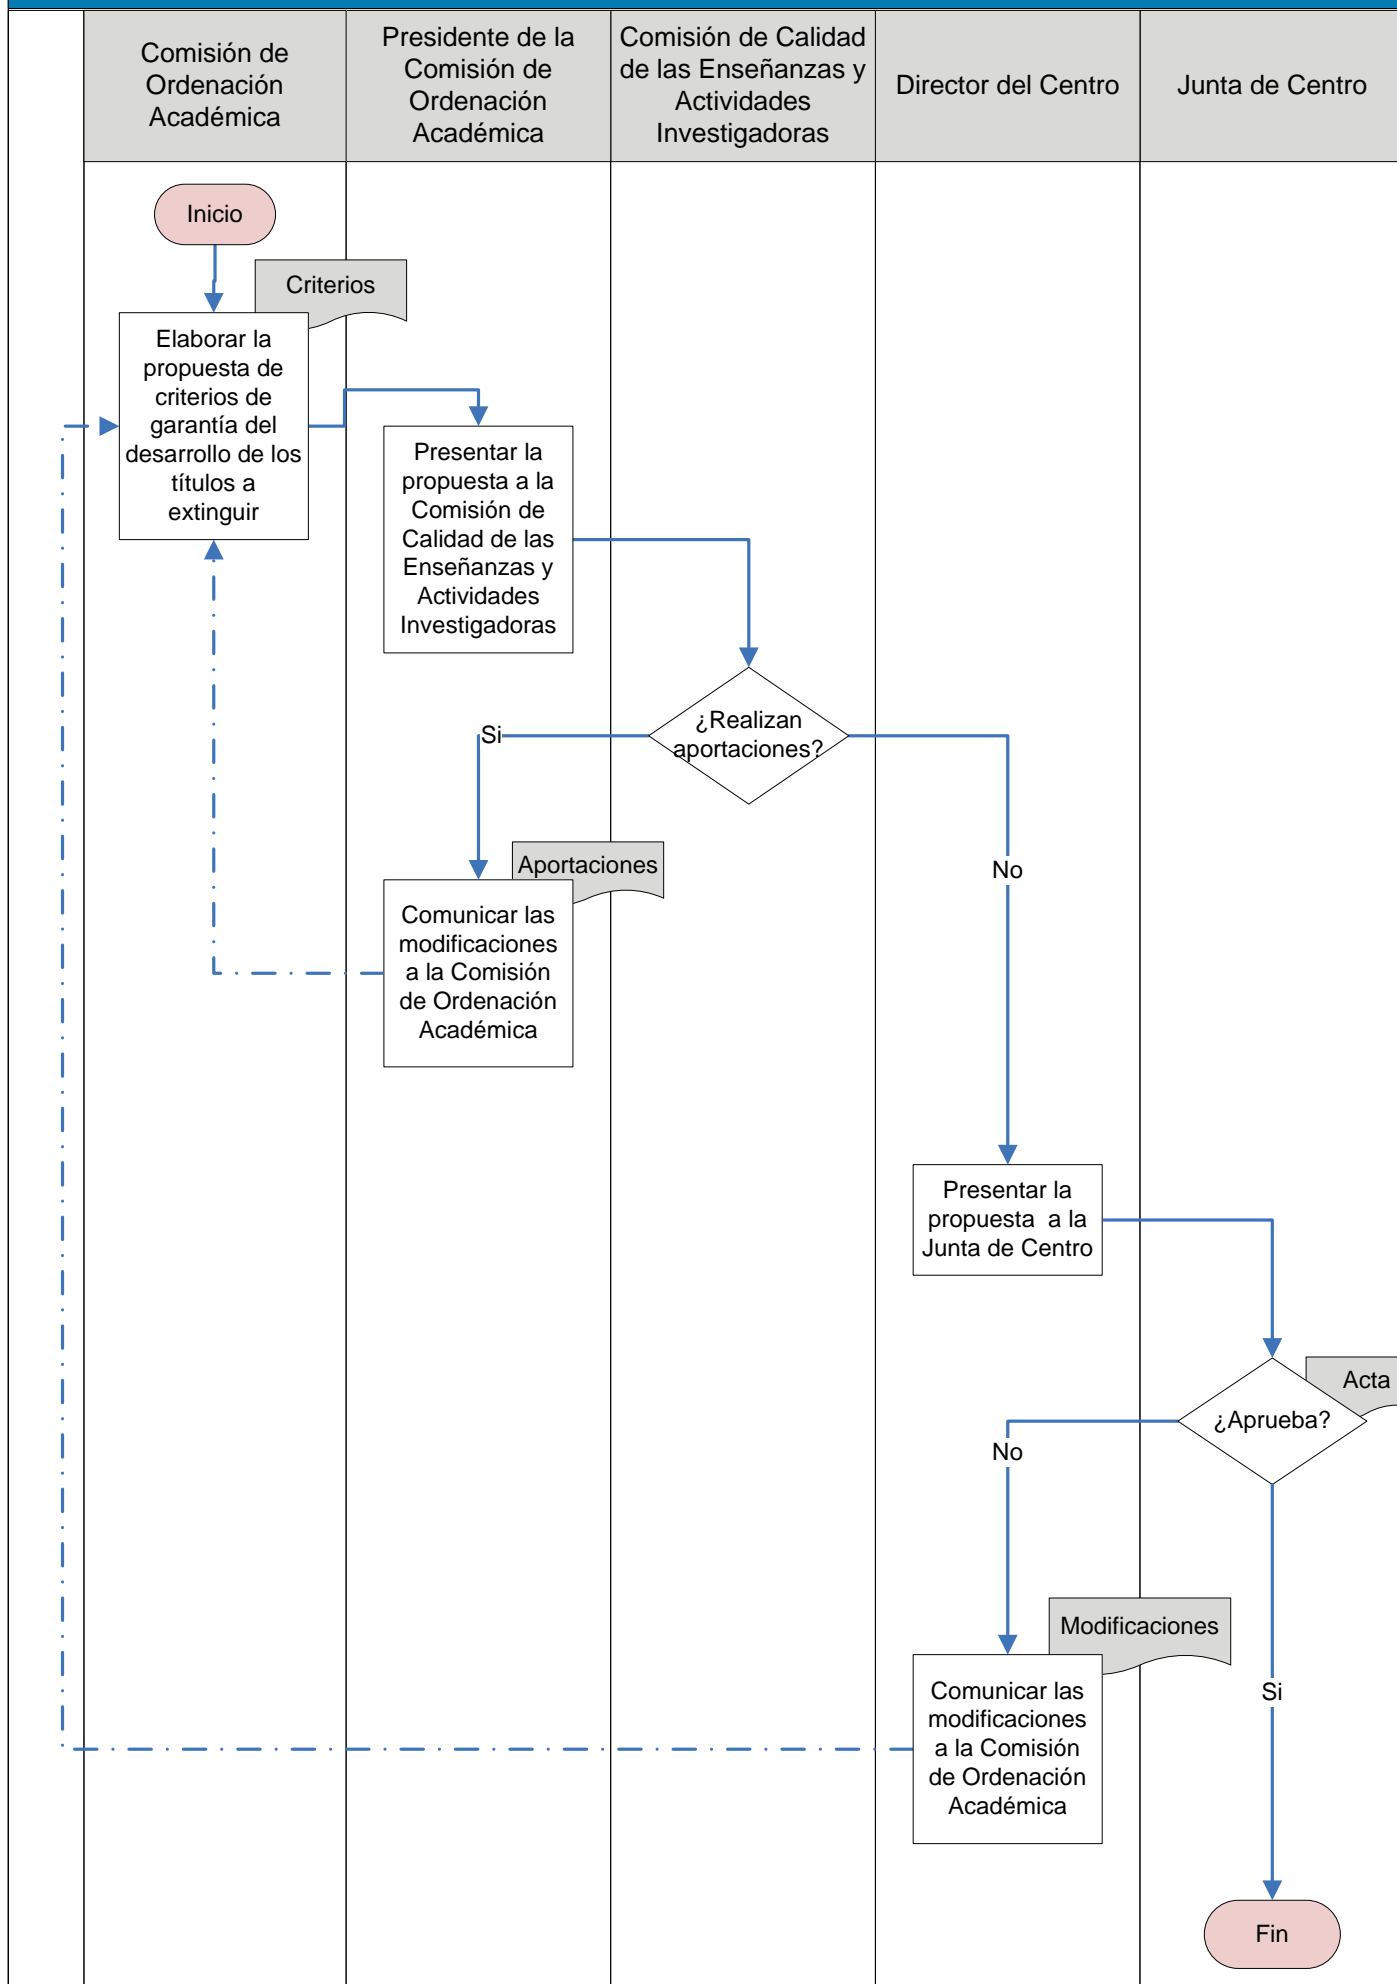 Comisión de
Ordenación
Académica
Presidente de la
Comisión de
Ordenación
Académica
Comisión de Calidad
de las Enseñanzas y
Actividades
Investigadoras
Director del Centro
Junta de Centro
Inicio
Criterios
Elaborar la
propuesta de
criterios de
garantía del
desarrollo de los
títulos a
extinguir
Presentar la
propuesta a la
Comisión de
Calidad de las
Enseñanzas y
Actividades
Investigadoras
¿Realizan
aportaciones?
Si
No
Aportaciones
Comunicar las
modificaciones
a la Comisión
de Ordenación
Académica
Presentar la
propuesta  a la
Junta de Centro
Acta
¿Aprueba?
No
Modificaciones
Si
Comunicar las
modificaciones
a la Comisión
de Ordenación
Académica
Fin